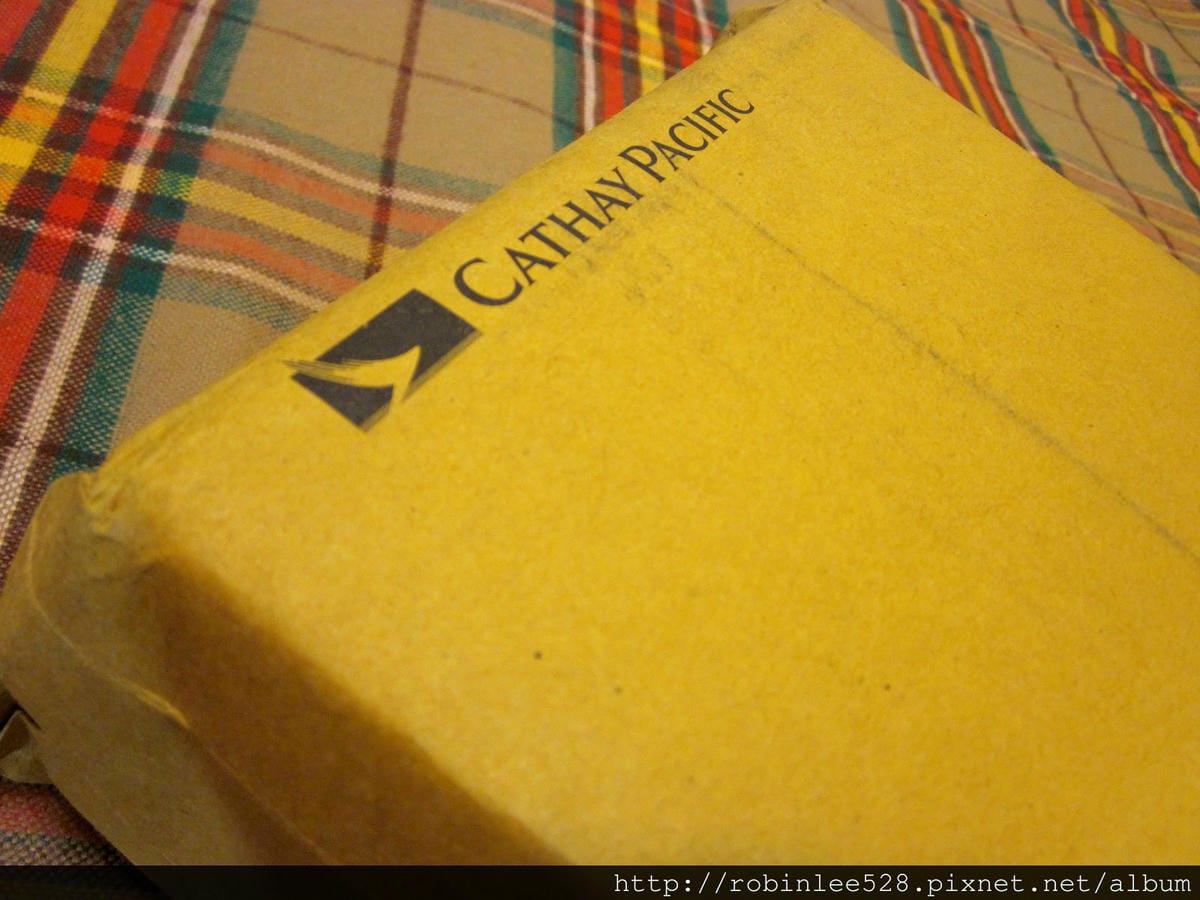 CATHAY PACIFIC
http://robinlee528.pixnet.net/album